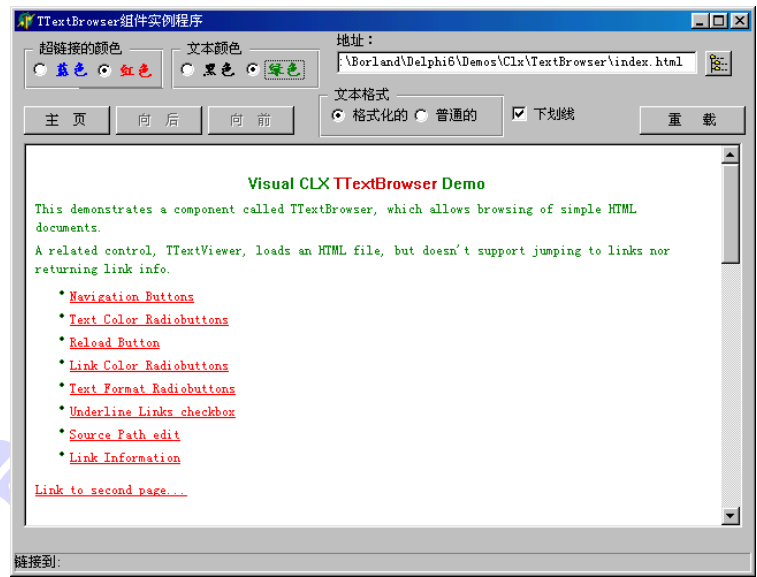 TTextBrowser组件实例程序
超链接的颜色
蓝色 红色
文本颜色
黑色 绿色
地址：
:\Borland\Delphi6\Demos\Clx\TextBrowser\index.html
主 页
向 后
向 前
文本格式
格式化的 普通的
下划线
重 载
Visual CLX TTextBrowser Demo
This demonstrates a component called TTextBrowser, which allows browsing of simple HTML
documents.
A related control, TTextViewer, loads an HTML file, but doesn't support jumping to links nor
returning link info.
Navigation Buttons
Text Color Radiobuttons
Reload Button
Link Color Radiobuttons
Text Format Radiobuttons
Underline Links checkbox
Source Path edit
Link Information
Link to second page...
链接到: